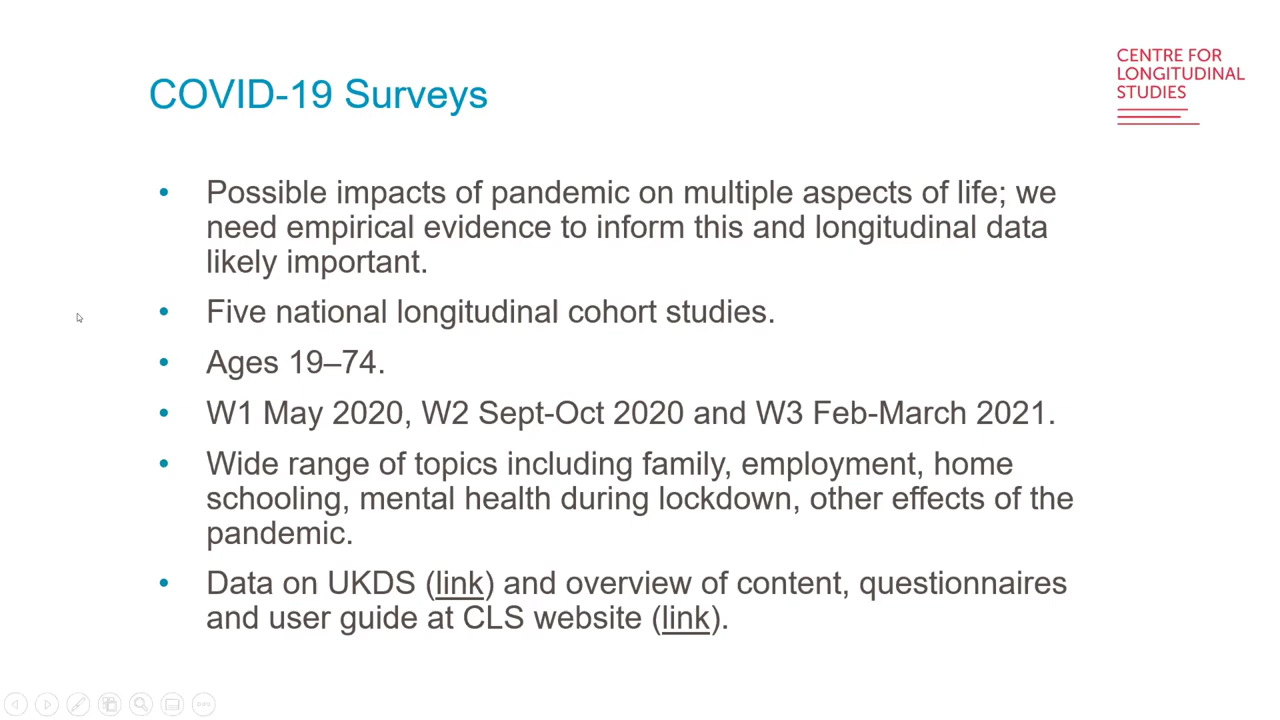 COVID-19 Surveys
CENTRE FOR
LONGITUDINAL
STUDIES
• Possible impacts of pandemic on multiple aspects of life; we
need empirical evidence to inform this and longitudinal data
likely important.
• Five national longitudinal cohort studies.
• Ages 19–74.
• W1 May 2020, W2 Sept-Oct 2020 and W3 Feb-March 2021.
• Wide range of topics including family, employment, home
schooling, mental health during lockdown, other effects of the
pandemic.
• Data on UKDS (link) and overview of content, questionnaires
and user guide at CLS website (link).